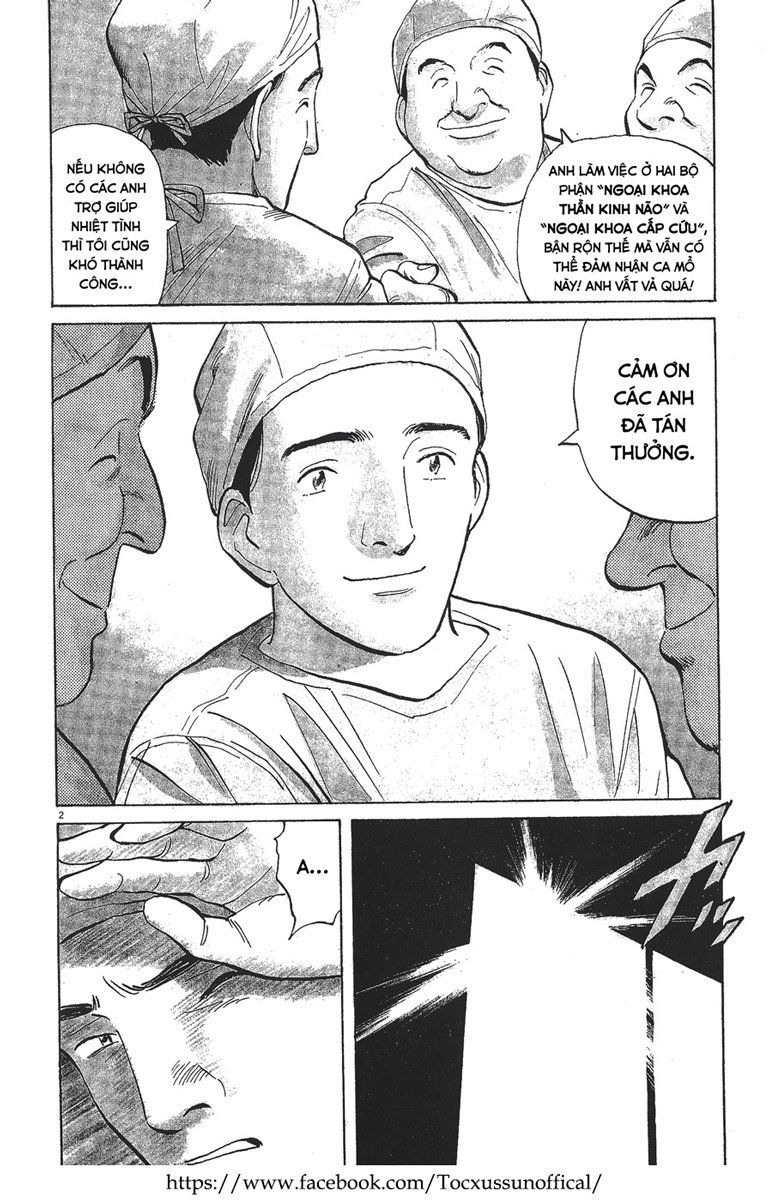 NẾU KHÔNG
CÓ CÁC ANH
TRỢ GIÚP
NHIỆT TÌNH
THÌ TÔI CŨNG
KHÓ THÀNH
CÔNG...
ANH LÀM VIỆC Ở HAI BỘ
PHẬN "NGOẠI KHOA
THẦN KINH NÃO" VÀ
"NGOẠI KHOA CẤP CỨU",
BẬN RỘN THẾ MÀ VẪN CÓ
THỂ ĐẢM NHẬN CA MỔ
NÀY! ANH VẤT VẢ QUÁ!
CẢM ƠN
CÁC ANH
ĐÃ TÁN
THƯỞNG.
2
A...
ガッ
https://www.facebook.com/Tocxussunoffical/